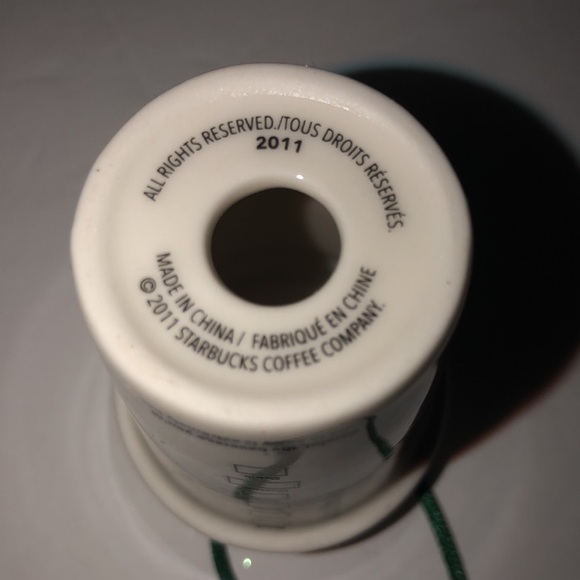 ALL RIGHTS RESERVED./TOUS DROITS RÉSERVÉS.
2011
MADE IN CHINA / FABRIQUÉ EN CHINE
© 2011 STARBUCKS COFFEE COMPANY.